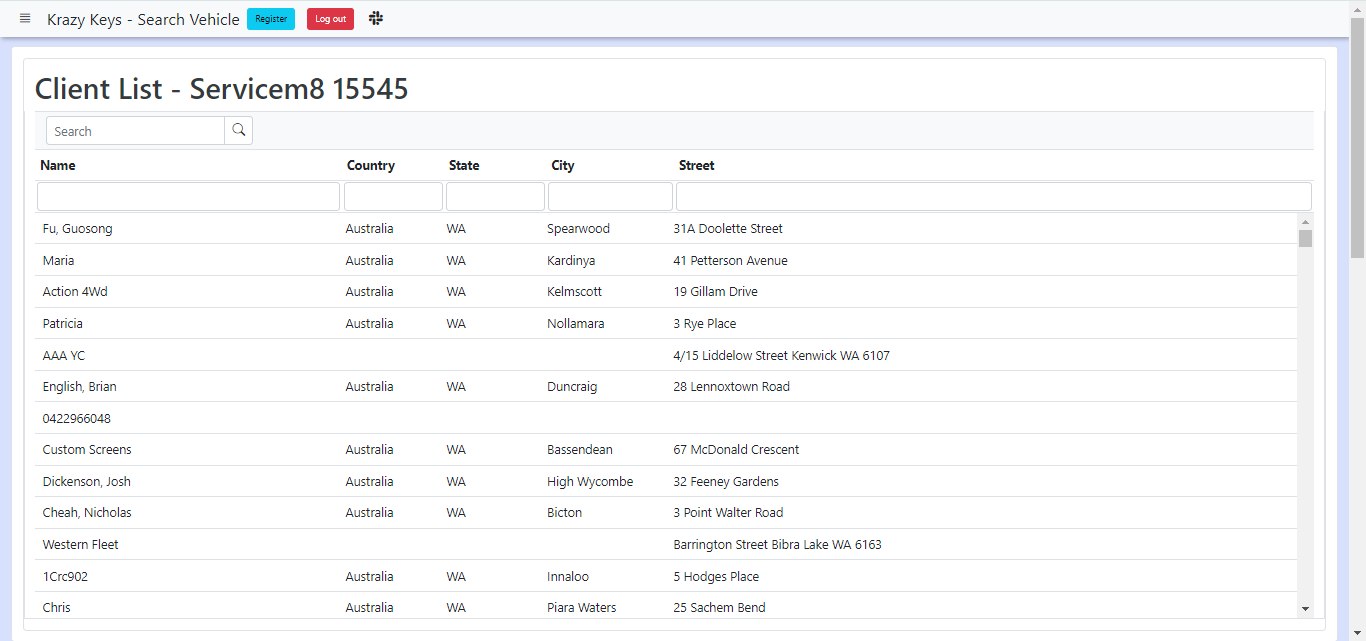 Krazy Keys - Search Vehicle Register Log out
Client List - Servicem8 15545
Search
Name Country State City Street
Fu, Guosong Australia WA Spearwood 31A Doolette Street
Maria Australia WA Kardinya 41 Petterson Avenue
Action 4Wd Australia WA Kelmscott 19 Gillam Drive
Patricia Australia WA Nollamara 3 Rye Place
AAA YC 4/15 Liddelow Street Kenwick WA 6107
English, Brian Australia WA Duncraig 28 Lennoxtown Road
0422966048
Custom Screens Australia WA Bassendean 67 McDonald Crescent
Dickenson, Josh Australia WA High Wycombe 32 Feeney Gardens
Cheah, Nicholas Australia WA Bicton 3 Point Walter Road
Western Fleet Barrington Street Bibra Lake WA 6163
1Crc902 Australia WA Innaloo 5 Hodges Place
Chris Australia WA Piara Waters 25 Sachem Bend